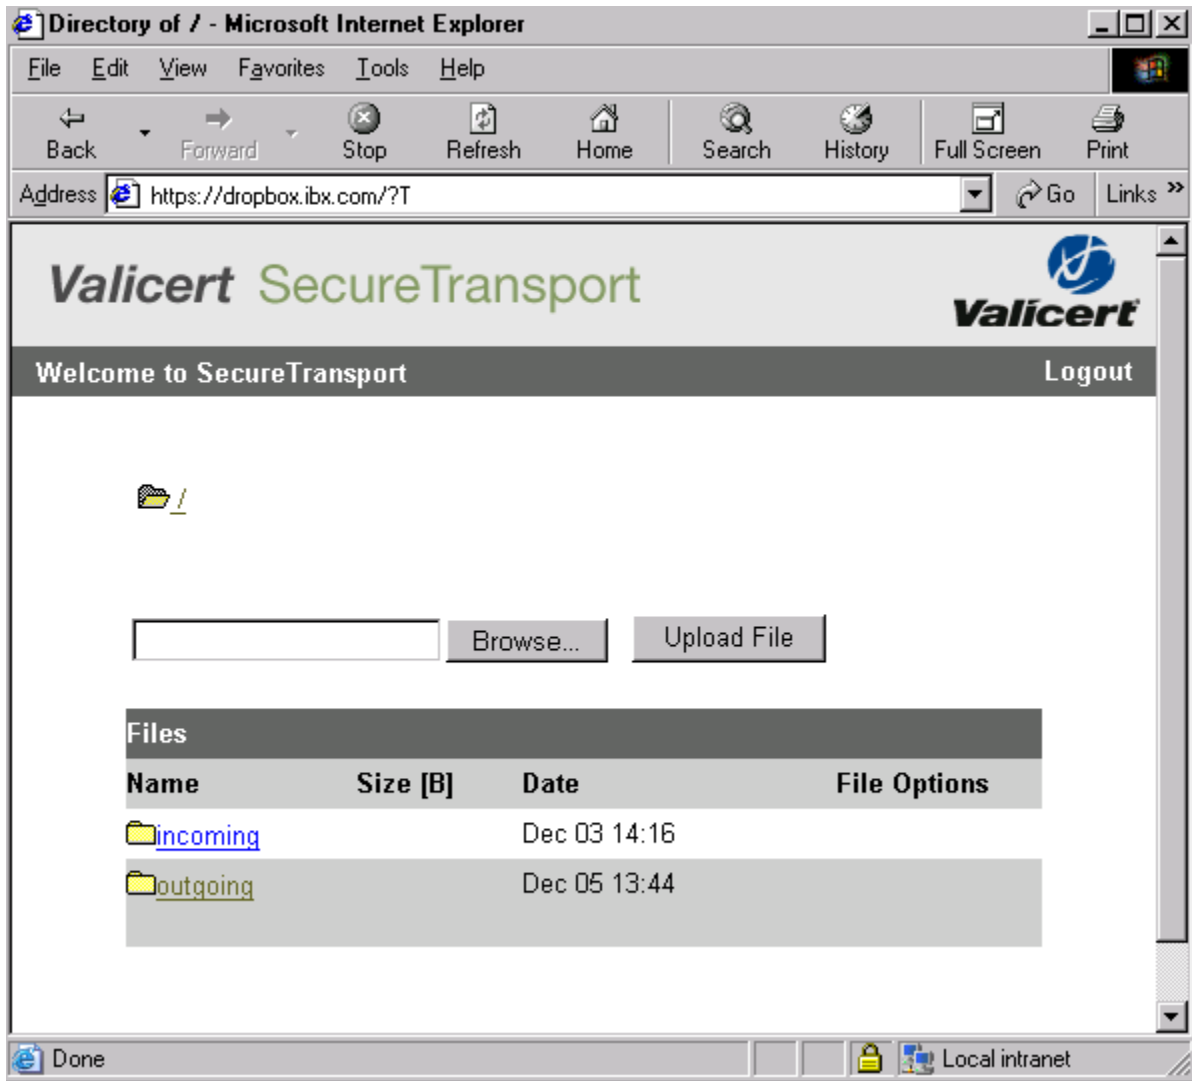 Directory of / - Microsoft Internet Explorer
File Edit View Favorites Tools Help
Back Forward Stop Refresh Home Search History Full Screen Print
Address https://dropbox.ibx.com/?T Go Links »
Valicert SecureTransport
Valicert
Welcome to SecureTransport Logout
/
Browse... Upload File
Files
Name Size [B] Date File Options
incoming Dec 03 14:16
outgoing Dec 05 13:44
Done Local intranet